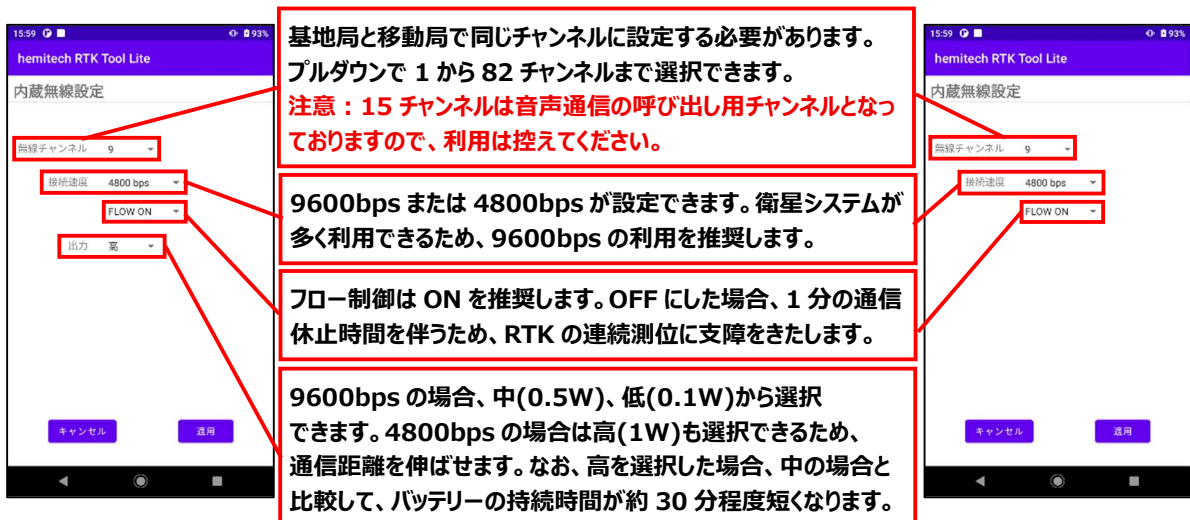 15:59
93%
hemitech RTK Tool Lite
内蔵無線設定
無線チャンネル 9
接続速度 4800 bps
FLOW ON
出力 高
キャンセル 適用
基地局と移動局で同じチャンネルに設定する必要があります。
プルダウンで 1 から 82 チャンネルまで選択できます。
注意：15 チャンネルは音声通信の呼び出し用チャンネルとなっ
ておりますので、利用は控えてください。
9600bps または 4800bps が設定できます。衛星システムが
多く利用できるため、9600bps の利用を推奨します。
フロー制御は ON を推奨します。OFF にした場合、1 分の通信
休止時間を伴うため、RTK の連続測位に支障をきたします。
9600bps の場合、中(0.5W)、低(0.1W)から選択
できます。4800bps の場合は高(1W)も選択できるため、
通信距離を伸ばせます。なお、高を選択した場合、中の場合と
比較して、バッテリーの持続時間が約 30 分程度短くなります。
15:59
93%
hemitech RTK Tool Lite
内蔵無線設定
無線チャンネル 9
接続速度 4800 bps
FLOW ON
キャンセル 適用